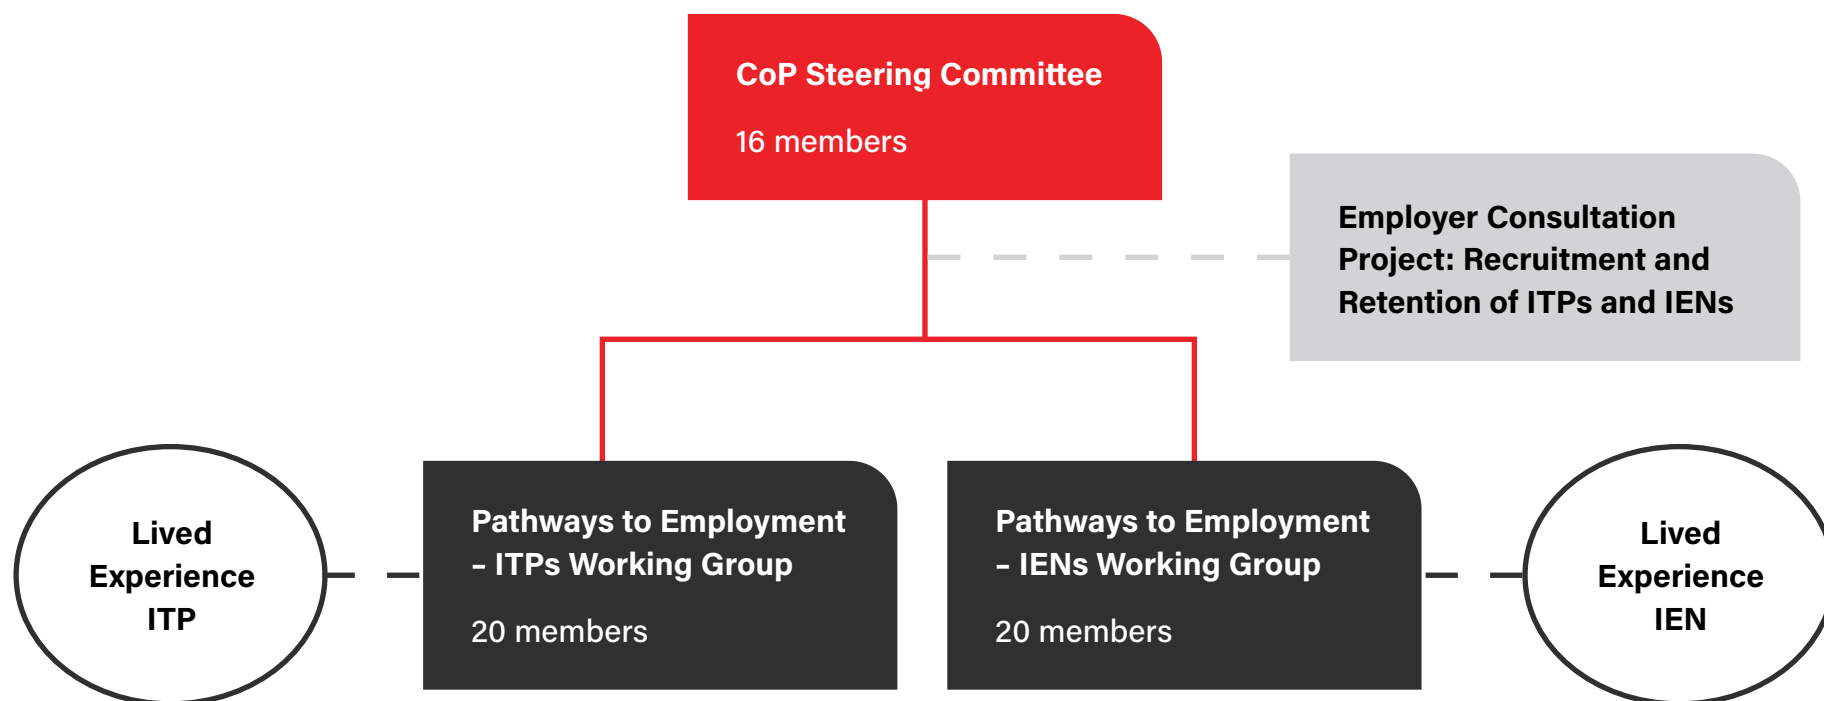 CoP Steering Committee
16 members
Employer Consultation
Project: Recruitment and
Retention of ITPs and IENs
Lived
Experience
ITP
Pathways to Employment
– ITPs Working Group
20 members
Pathways to Employment
– IENs Working Group
20 members
Lived
Experience
IEN